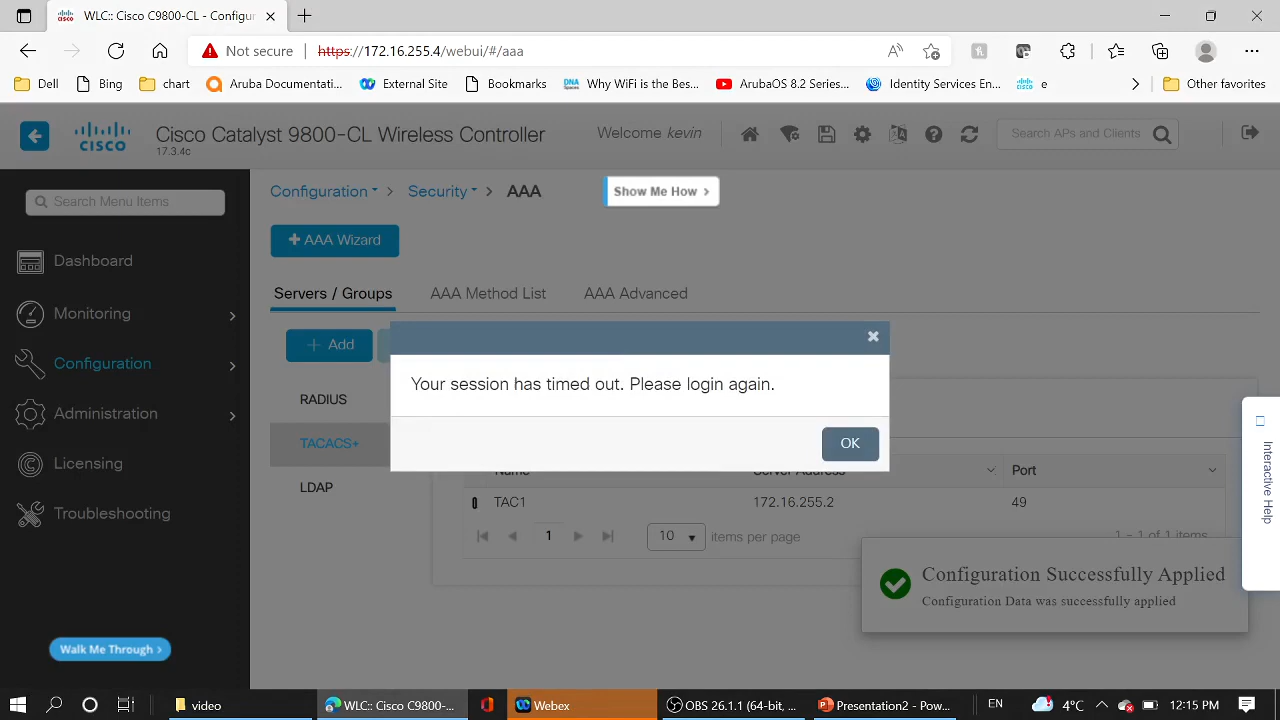 WLC:: Cisco C9800-CL - Configur
Not secure https://172.16.255.4/webui/#/aaa
Dell Bing chart Aruba Documentati... External Site Bookmarks DNA Spaces Why WiFi is the Bes... ArubaOS 8.2 Series... Identity Services En... cisco e Other favorites
CISCO Cisco Catalyst 9800-CL Wireless Controller Welcome kevin Search APs and Clients
17.3.4c
Search Menu Items
Configuration > Security > AAA Show Me How >
+ AAA Wizard
Dashboard
Servers / Groups AAA Method List AAA Advanced
Monitoring
+ Add
Configuration
Your session has timed out. Please login again.
RADIUS
Administration
TACACS+
OK
Licensing
Name Server Address Port
LDAP
TAC1 172.16.255.2 49
Troubleshooting
1 10 items per page 1 - 1 of 1 items
Interactive Help
Configuration Successfully Applied
Configuration Data was successfully applied
Walk Me Through >
video WLC:: Cisco C9800-... Webex OBS 26.1.1 (64-bit, ... Presentation2 - Pow... EN 4°C 12:15 PM